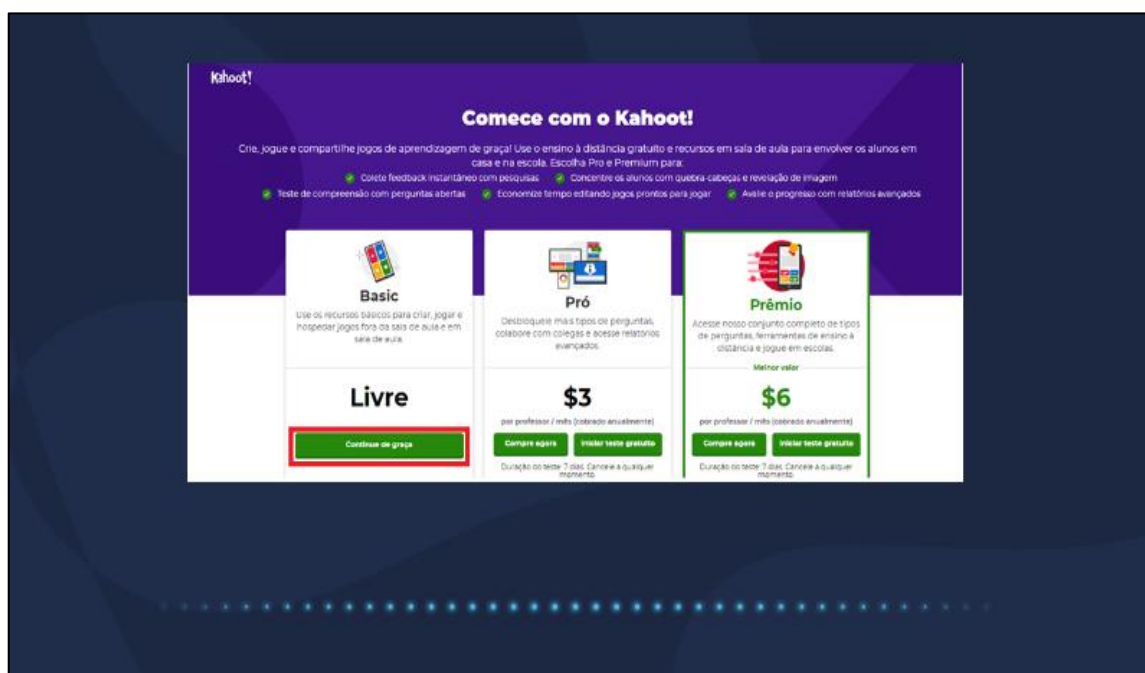 Kahoot!
Comece com o Kahoot!
Crie, jogue e compartilhe jogos de aprendizagem de graça! Use o ensino à distância gratuito e recursos em sala de aula para envolver os alunos em
casa e na escola. Escolha Pro e Premium para:
Colete feedback instantâneo com pesquisas
Concentre os alunos com quebra-cabeças e revelação de imagem
Teste de compreensão com perguntas abertas
Economize tempo editando jogos prontos para jogar
Avalie o progresso com relatórios avançados
Basic
Use os recursos básicos para criar, jogar e
hospedar jogos fora da sala de aula e em
sala de aula.
Livre
Continue de graça
Pró
Desbloqueie mais tipos de perguntas,
colabore com colegas e acesse relatórios
avançados.
$3
por professor / mês (cobrado anualmente)
Compre agora
Iniciar teste gratuito
Duração do teste: 7 dias. Cancele a qualquer
momento.
Prêmio
Acesse nosso conjunto completo de tipos
de perguntas, ferramentas de ensino à
distância e jogue em escolas.
Melhor valor
$6
por professor / mês (cobrado anualmente)
Compre agora
Iniciar teste gratuito
Duração do teste: 7 dias. Cancele a qualquer
momento.